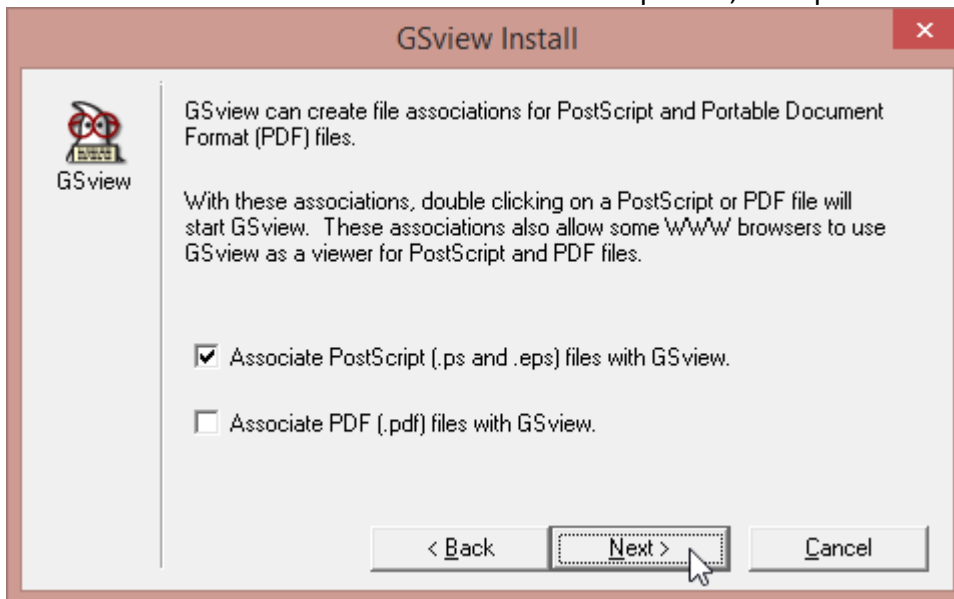 GSview Install
GSview
GSview can create file associations for PostScript and Portable Document
Format (PDF) files.
With these associations, double clicking on a PostScript or PDF file will
start GSview.  These associations also allow some WWW browsers to use
GSview as a viewer for PostScript and PDF files.
Associate PostScript (.ps and .eps) files with GSview.
Associate PDF (.pdf) files with GSview.
< Back
Next >
Cancel